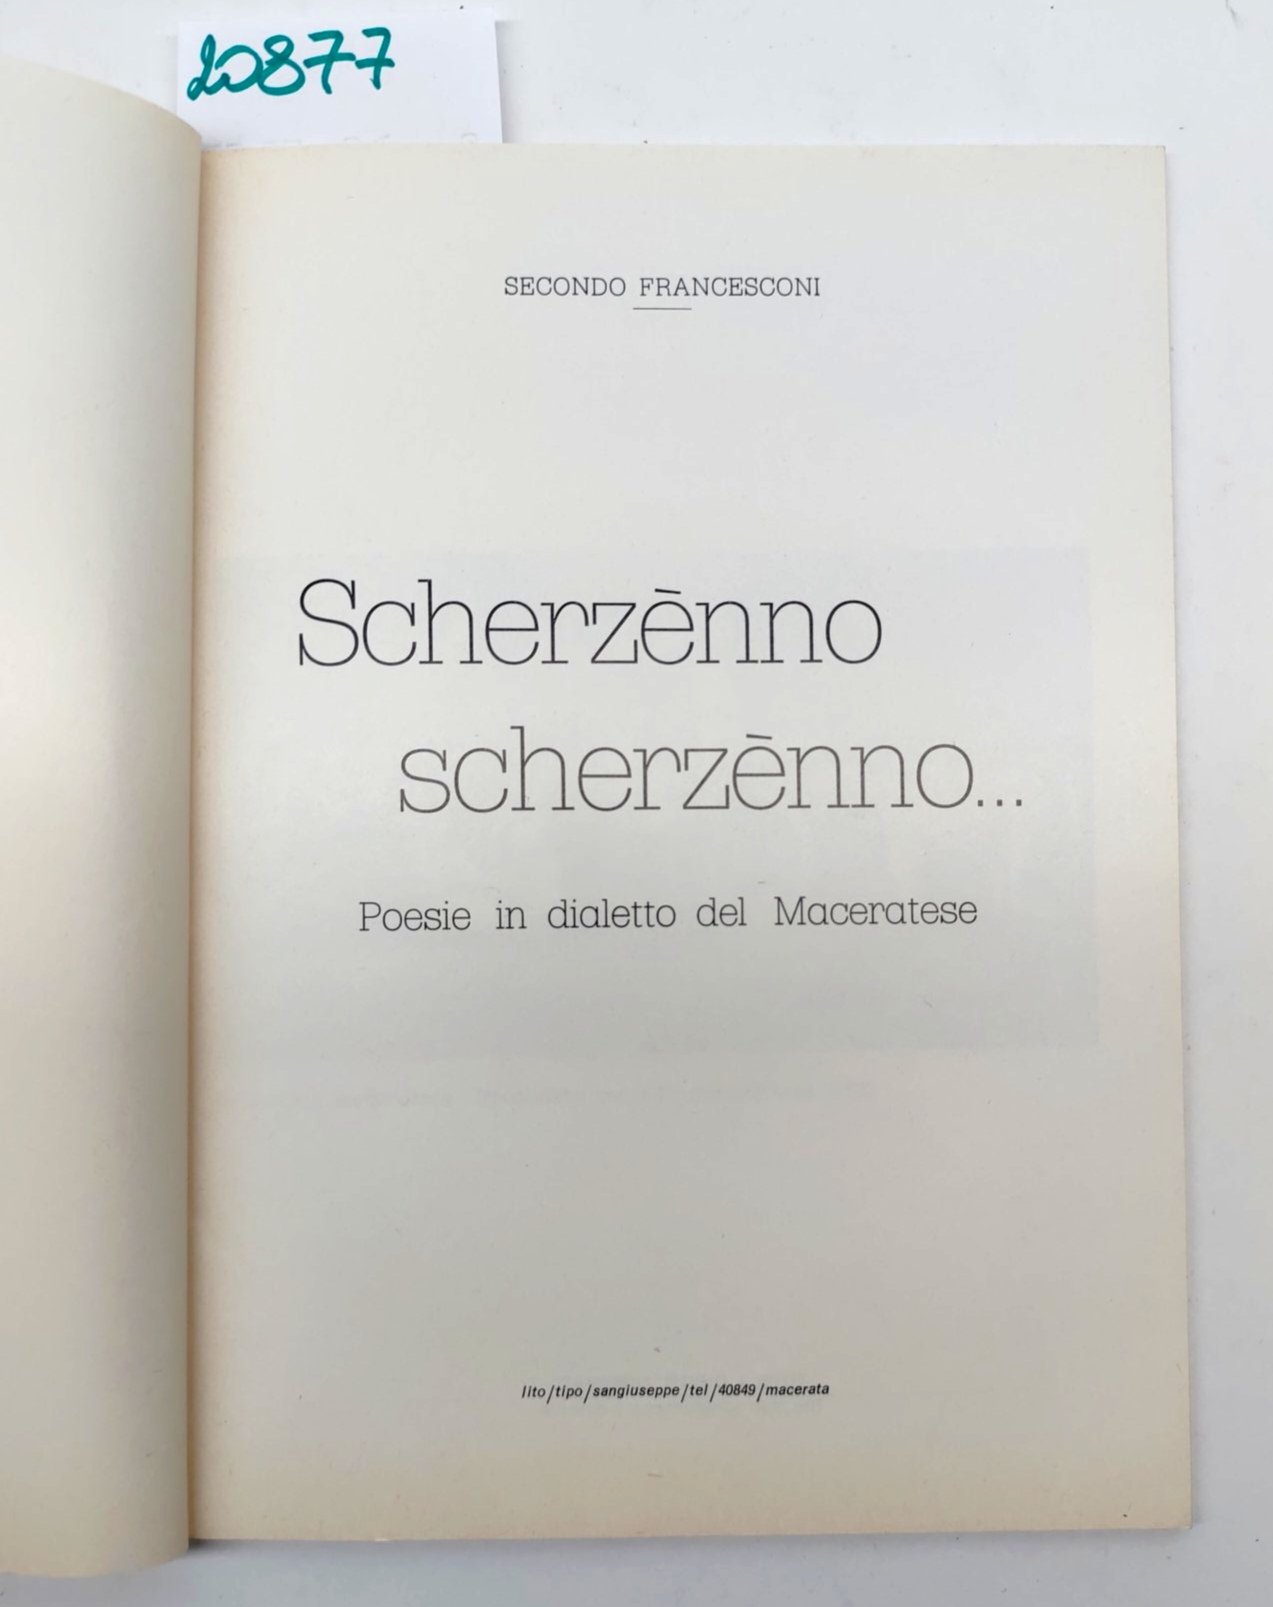 20877
SECONDO FRANCESCONI
Scherzènno
scherzènno...
Poesie in dialetto del Maceratese
lito/tipo/sangiuseppe/tel/40849/macerata